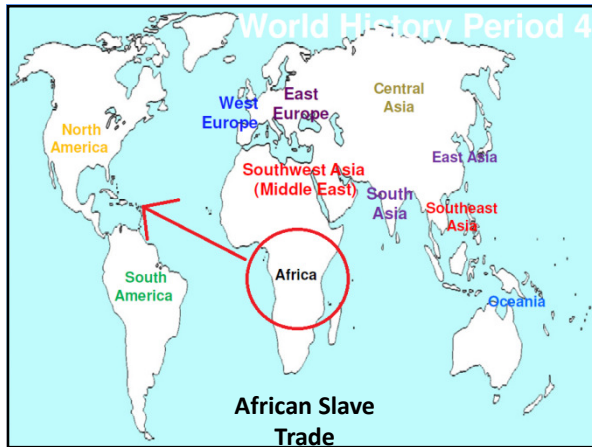 World History Period 4
Central
Asia
East
Europe
West
Europe
North
America
East Asia
Southwest Asia
(Middle East)
South
Asia
Southeast
Asia
Africa
South
America
Oceania
African Slave
Trade